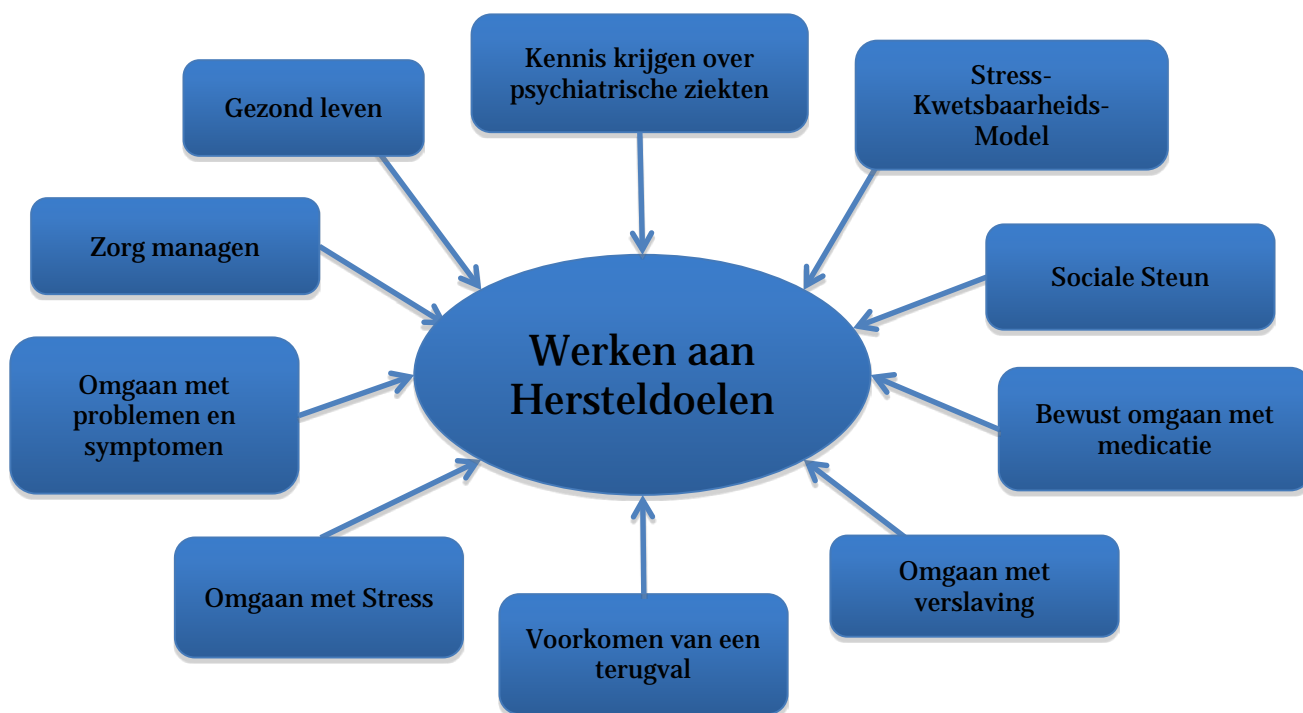 Kennis krijgen over
psychiatrische ziekten
Stress-
Kwetsbaarheids-
Model
Gezond leven
Zorg managen
Sociale Steun
Werken aan
Hersteldoelen
Omgaan met
problemen en
symptomen
Bewust omgaan met
medicatie
Omgaan met Stress
Omgaan met
verslaving
Voorkomen van een
terugval